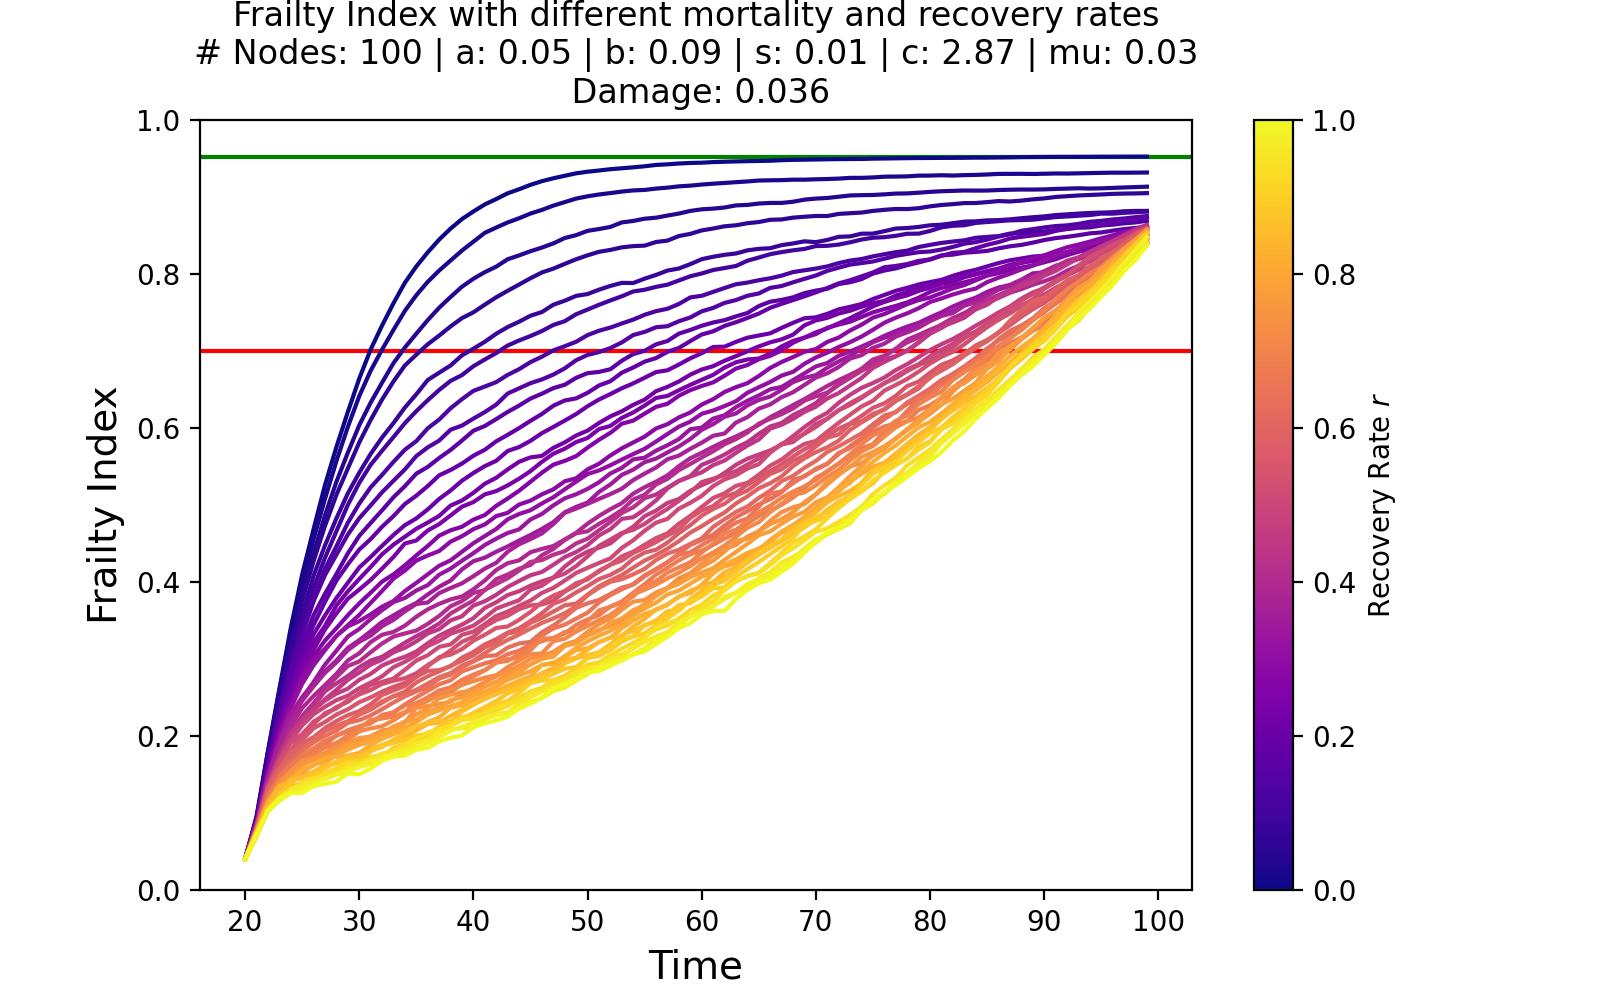 Frailty Index with different mortality and recovery rates
# Nodes: 100 | a: 0.05 | b: 0.09 | s: 0.01 | c: 2.87 | mu: 0.03
Damage: 0.036
1.0
0.8
0.6
0.4
0.2
0.0
Frailty Index
20 30 40 50 60 70 80 90 100
Time
1.0
0.8
0.6
0.4
0.2
0.0
Recovery Rate r